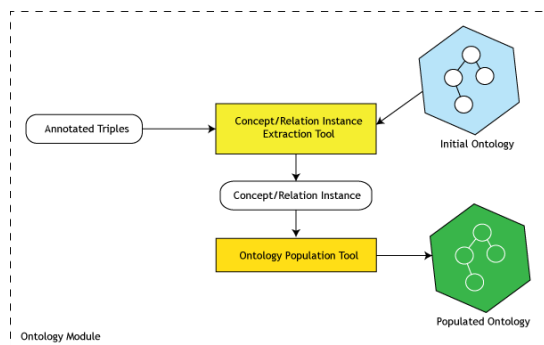 Annotated Triples
Concept/Relation Instance
Extraction Tool
Initial Ontology
Concept/Relation Instance
Ontology Population Tool
Populated Ontology
Ontology Module